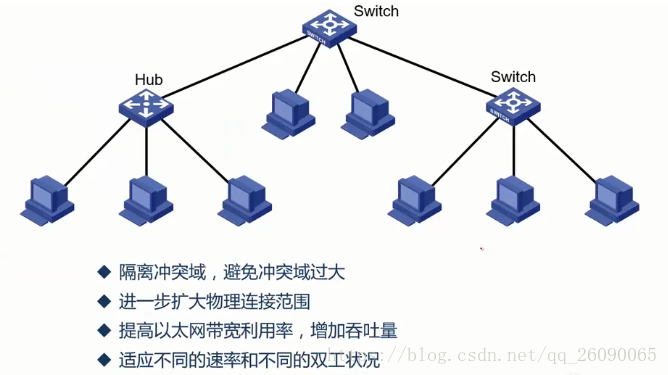 Switch
Hub
Switch
SWITCH
SWITCH
◆ 隔离冲突域，避免冲突域过大
◆ 进一步扩大物理连接范围
◆ 提高以太网带宽利用率，增加吞吐量
◆ 适应不同的速率和不同的双工状况
https://blog.csdn.net/qq_26090065